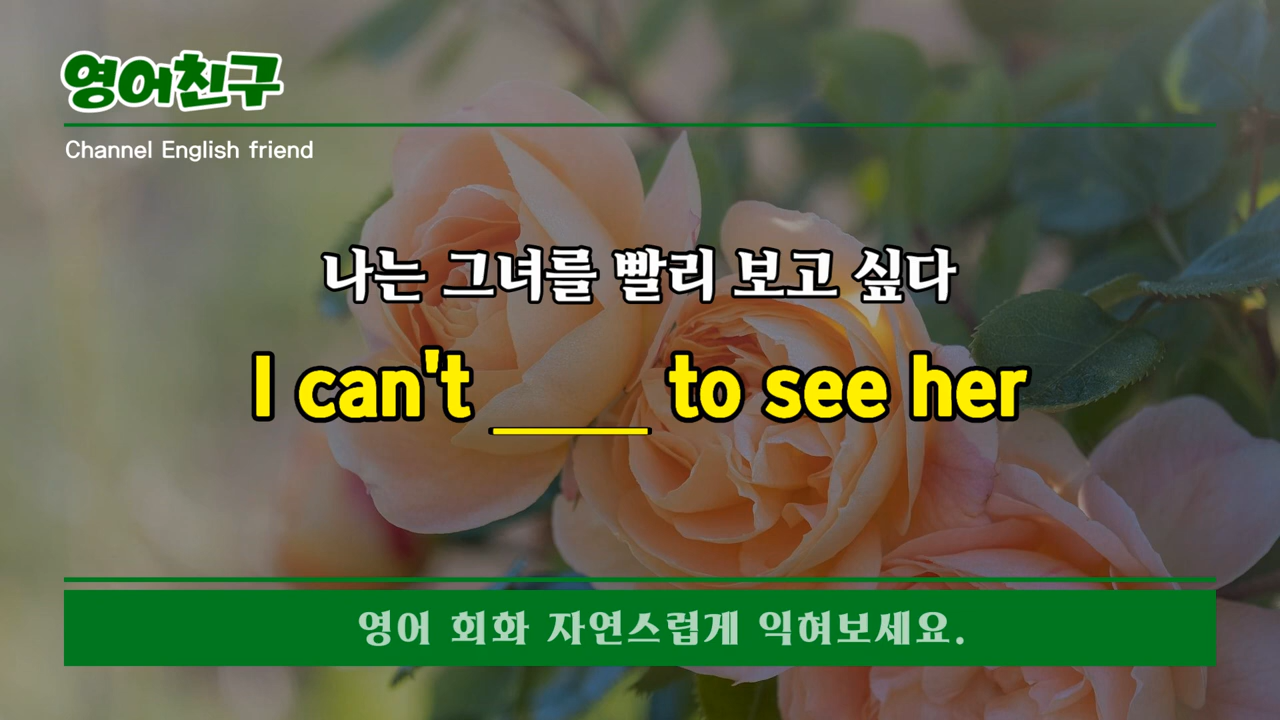 영어친구
Channel English friend
나는 그녀를 빨리 보고 싶다
I can't ____ to see her
영어 회화 자연스럽게 익혀보세요.